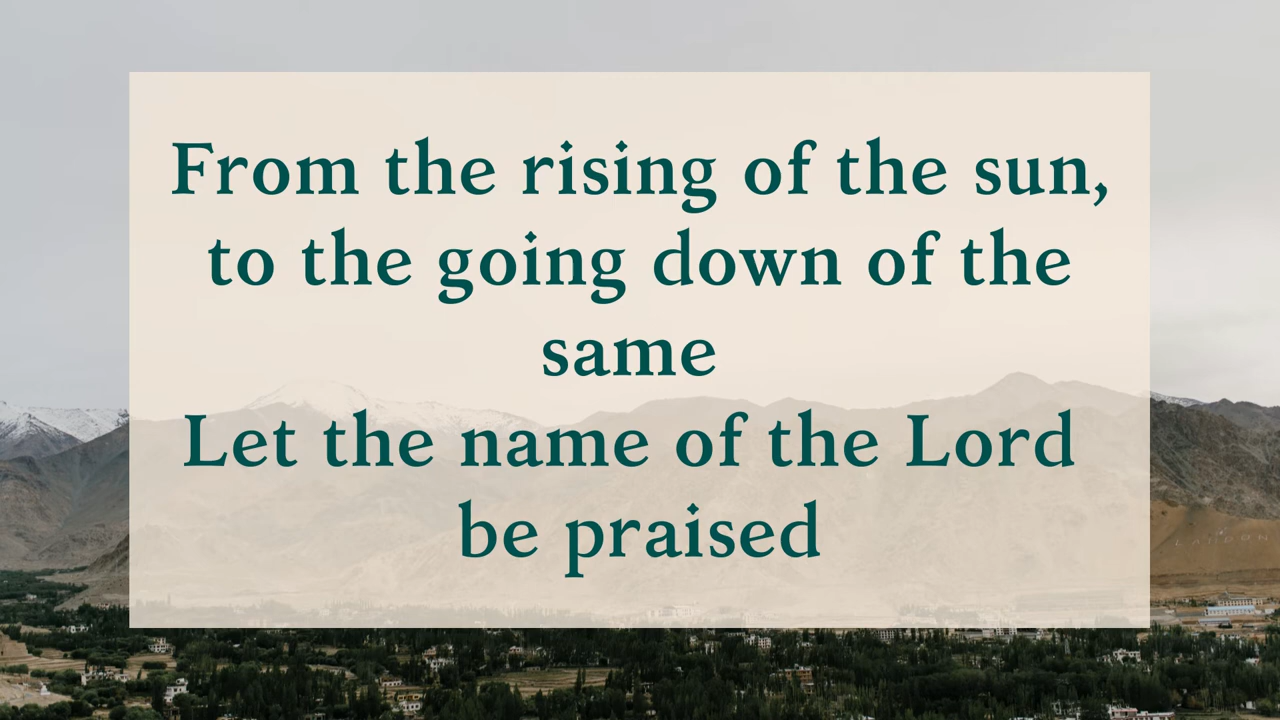 From the rising of the sun,
to the going down of the
same
Let the name of the Lord
be praised